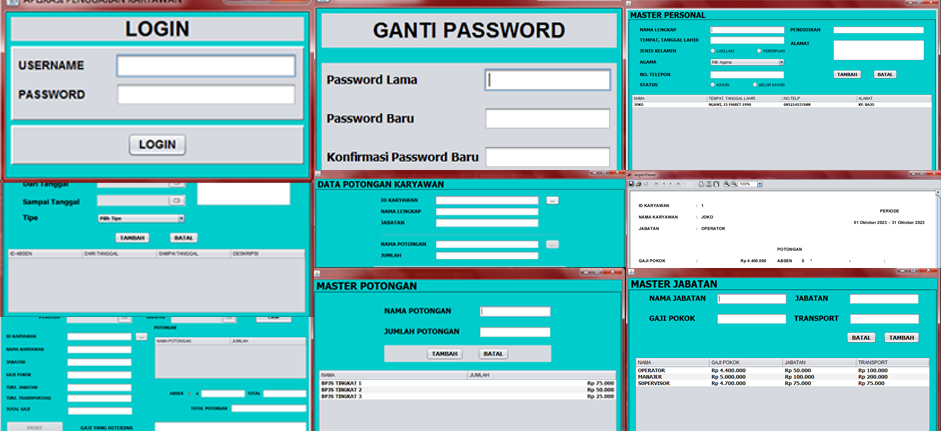 APLIKASI PENGGAJIAN KARYAWAN
LOGIN
USERNAME
PASSWORD
LOGIN
GANTI PASSWORD
Password Lama
Password Baru
Konfirmasi Password Baru
MASTER PERSONAL
NAMA LENGKAP
TEMPAT, TANGGAL LAHIR
JENIS KELAMIN
LAKI-LAKI
PEREMPUAN
AGAMA
Pilih Agama
NO. TELEPON
STATUS
KAWIN
BELUM KAWIN
PENDIDIKAN
ALAMAT
TAMBAH BATAL
NAMA TEMPAT, TANGGAL LAHIR NO.TELP ALAMAT
JOKO
Dari Tanggal
Sampai Tanggal
Tipe Pilih Tipe
TAMBAH BATAL
ID ABSEN DARI TANGGAL SAMPAI TANGGAL DESKRIPSI
DATA POTONGAN KARYAWAN
ID KARYAWAN ...
NAMA LENGKAP
JABATAN
NAMA POTONGAN ...
JUMLAH
JasperViewer
100%
ID KARYAWAN : 1
NAMA KARYAWAN : JOKO
JABATAN : OPERATOR
PERIODE
01 Oktober 2023 - 31 Oktober 2023
POTONGAN
GAJI POKOK : Rp 4.400.000 ABSEN 0 * - :
POTONGAN
ID KARYAWAN ...
NAMA KARYAWAN
JABATAN
GAJI POKOK
TUNJ. JABATAN
TUNJ. TRANSPORTASI
TOTAL GAJI
NAMA POTONGAN JUMLAH
ABSEN x TOTAL
TOTAL POTONGAN
PRINT GAJI YANG DITERIMA
MASTER POTONGAN
NAMA POTONGAN
JUMLAH POTONGAN
TAMBAH BATAL
NAMA JUMLAH
BPJS TINGKAT 1 Rp 75.000
BPJS TINGKAT 2 Rp 50.000
BPJS TINGKAT 3 Rp 25.000
MASTER JABATAN
NAMA JABATAN JABATAN
GAJI POKOK TRANSPORT
BATAL TAMBAH
NAMA GAJI POKOK JABATAN TRANSPORT
OPERATOR Rp 4.400.000 Rp 50.000 Rp 100.000
MANAJER Rp 5.000.000 Rp 100.000 Rp 200.000
SUPERVISOR Rp 4.700.000 Rp 75.000 Rp 75.000